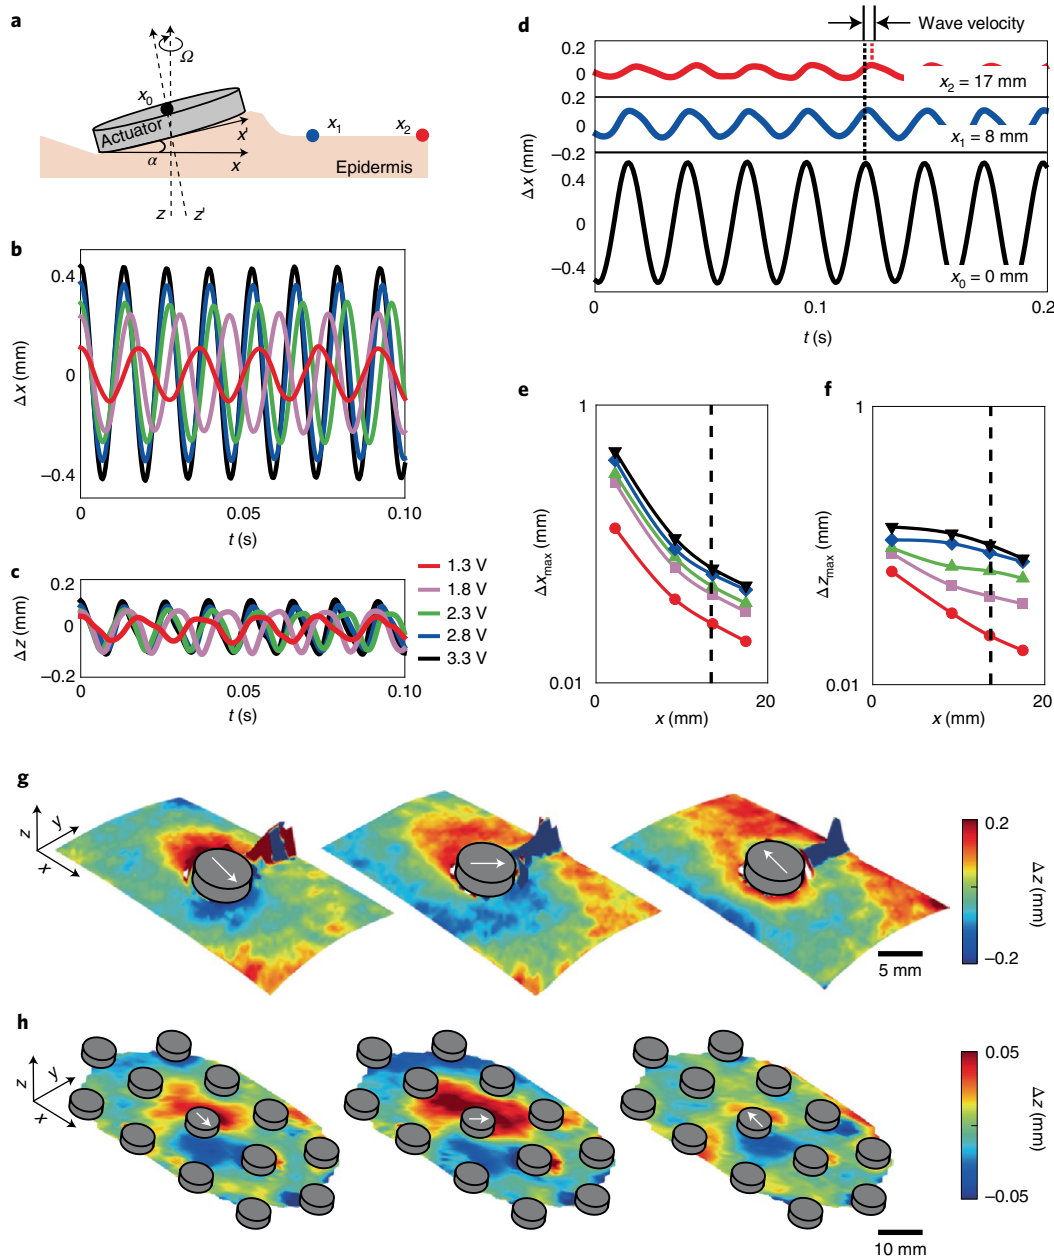 a
Ω
x0
Actuator
x'
α
x
z
z'
x1
x2
Epidermis
b
Δx (mm)
0.4
0
−0.4
0
0.05
0.10
t (s)
c
Δz (mm)
0.2
0
−0.2
0
0.05
0.10
t (s)
1.3 V
1.8 V
2.3 V
2.8 V
3.3 V
d
Wave velocity
Δx (mm)
0.2
0
x2 = 17 mm
0.2
0
x1 = 8 mm
−0.2
0.4
0
−0.4
x0 = 0 mm
0
0.1
0.2
t (s)
e
Δxmax (mm)
1
0.01
0
20
x (mm)
f
Δzmax (mm)
1
0.01
0
20
x (mm)
g
z
y
x
5 mm
0.2
−0.2
Δz (mm)
h
z
y
x
10 mm
0.05
−0.05
Δz (mm)